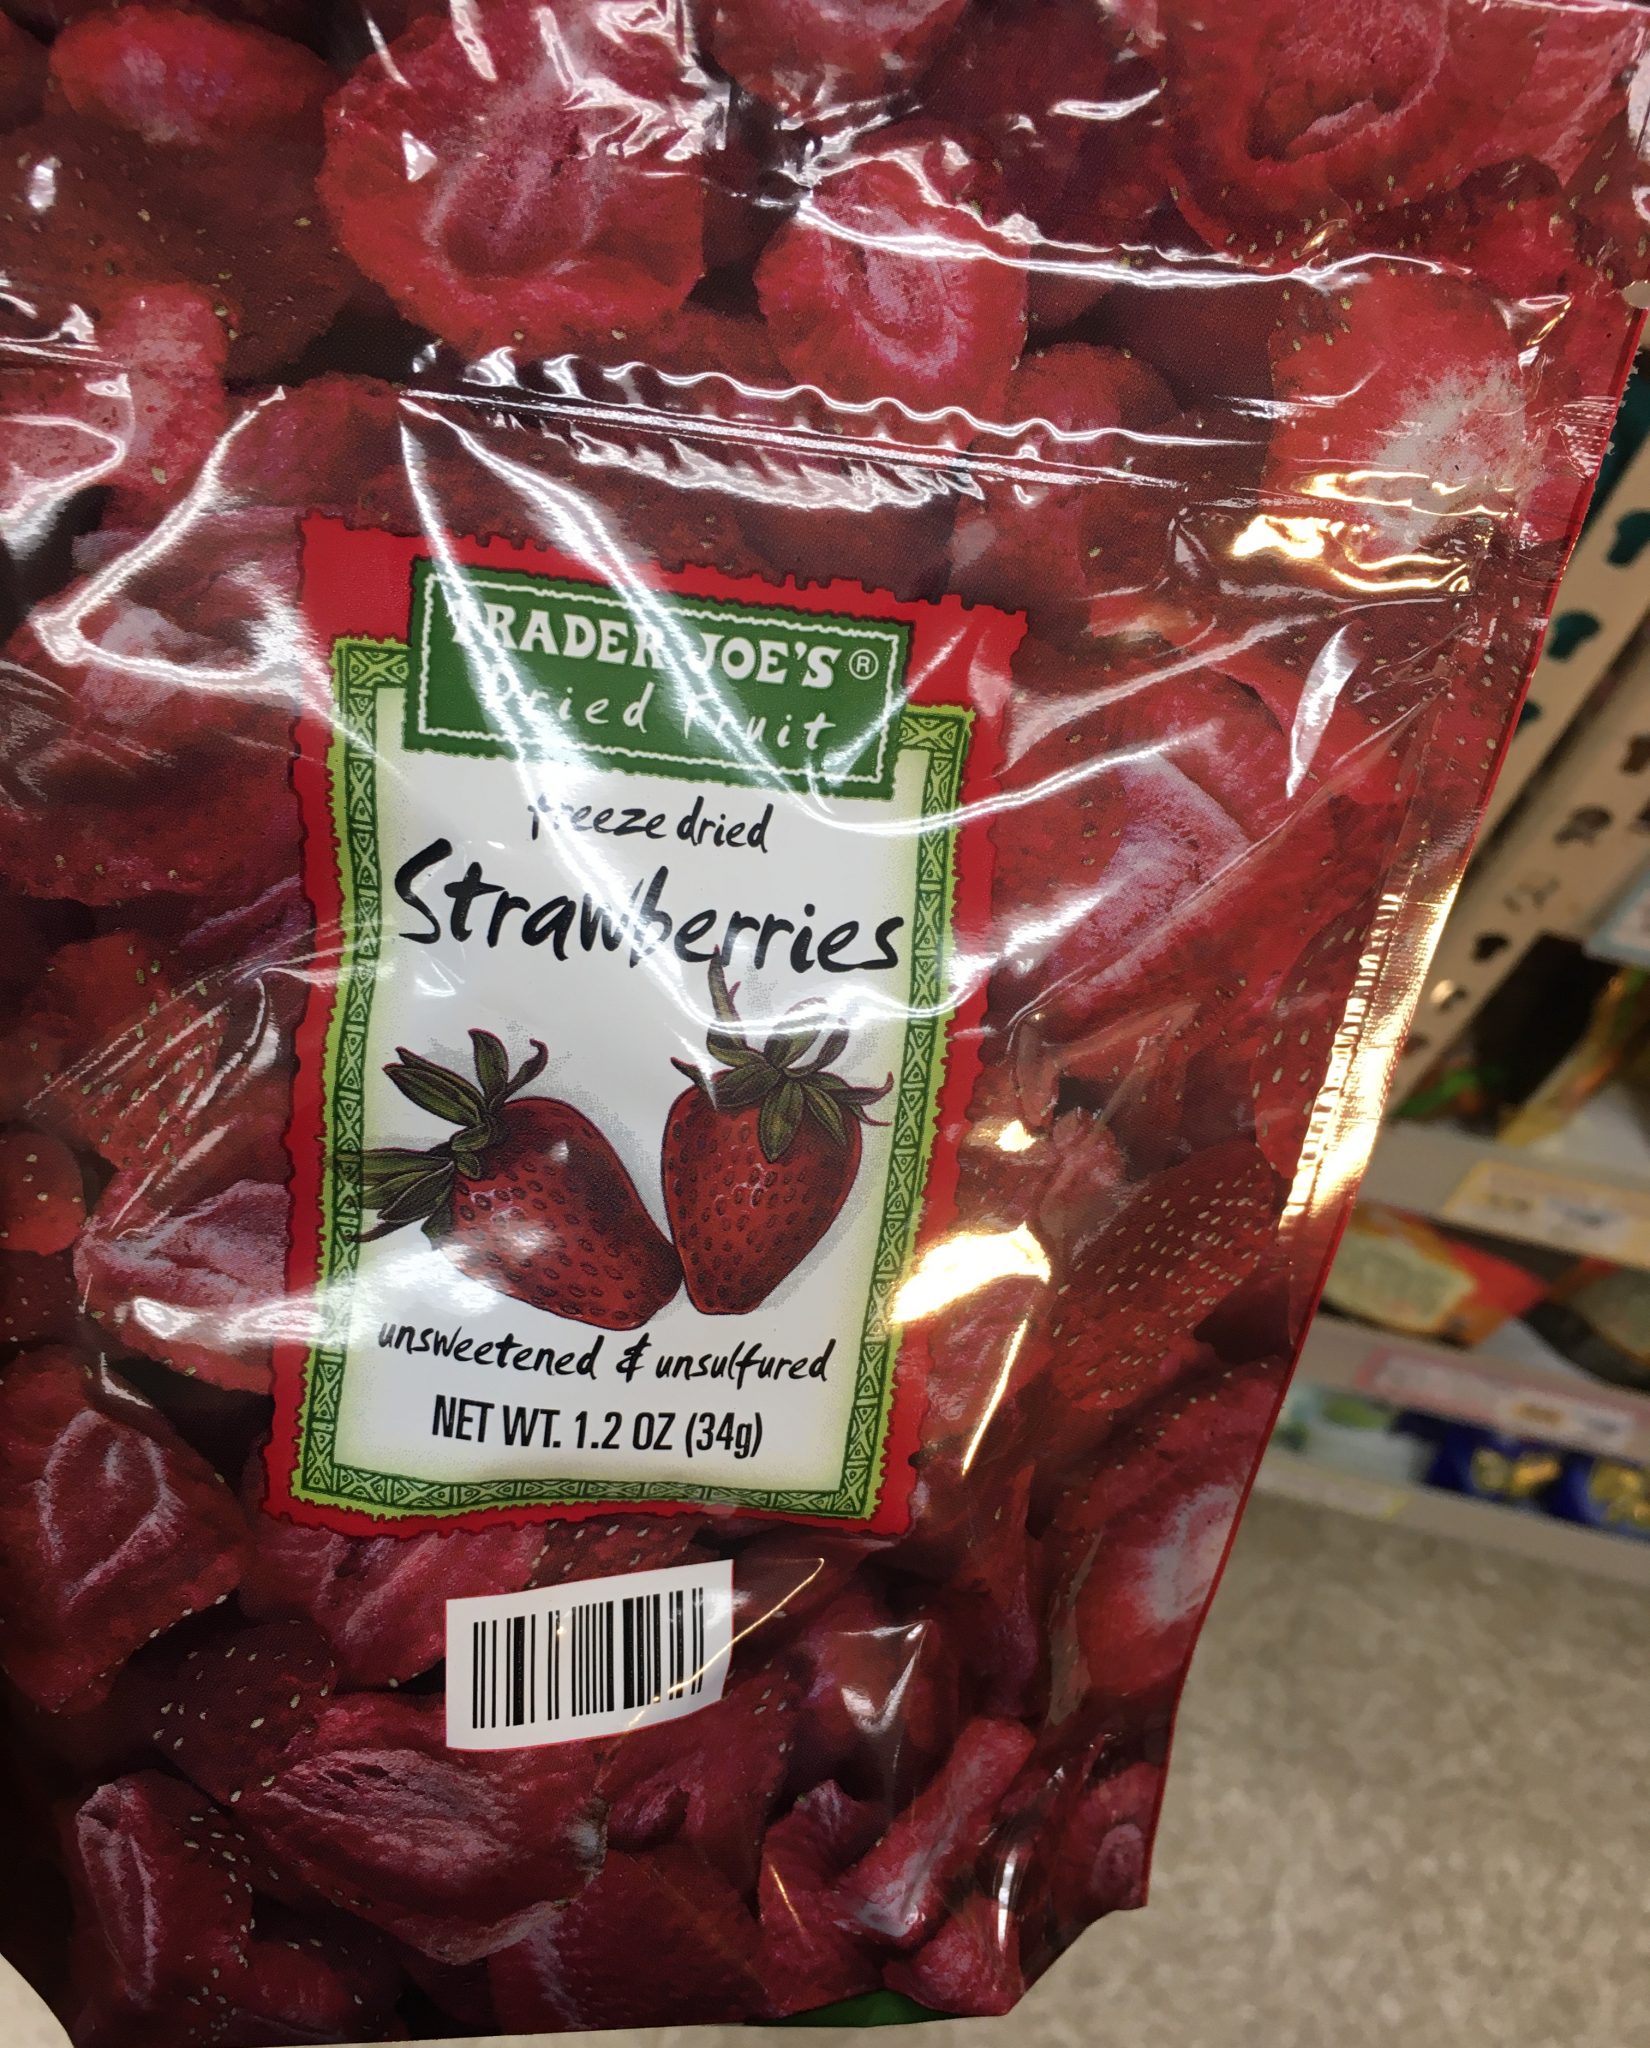 TRADER JOE'S®
Dried Fruit
freeze dried
Strawberries
unsweetened & unsulfured
NET WT. 1.2 OZ (34g)